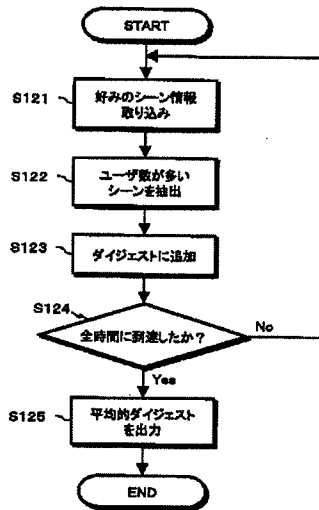 START
S121
好みのシーン情報
取り込み
S122
ユーザ数が多い
シーンを抽出
S123
ダイジェストに追加
S124
全時間に到達したか？
No
Yes
S125
平均的ダイジェスト
を出力
END